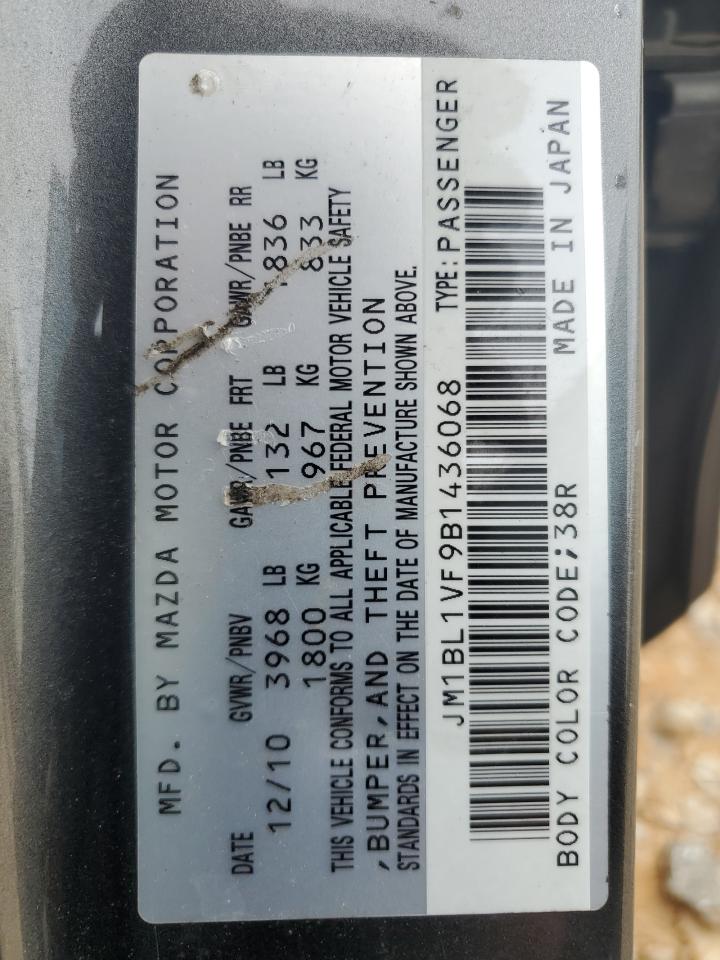 MFD. BY MAZDA MOTOR CORPORATION
DATE GVWR/PNBV GAWR/PNBE FRT GAWR/PNBE RR
12/10 3968 LB 132 LB 836 LB
1800 KG 967 KG 833 KG
THIS VEHICLE CONFORMS TO ALL APPLICABLE FEDERAL MOTOR VEHICLE SAFETY
,BUMPER,AND THEFT PREVENTION
STANDARDS IN EFFECT ON THE DATE OF MANUFACTURE SHOWN ABOVE.
JM1BL1VF9B1436068 TYPE:PASSENGER
BODY COLOR CODE;38R MADE IN JAPAN